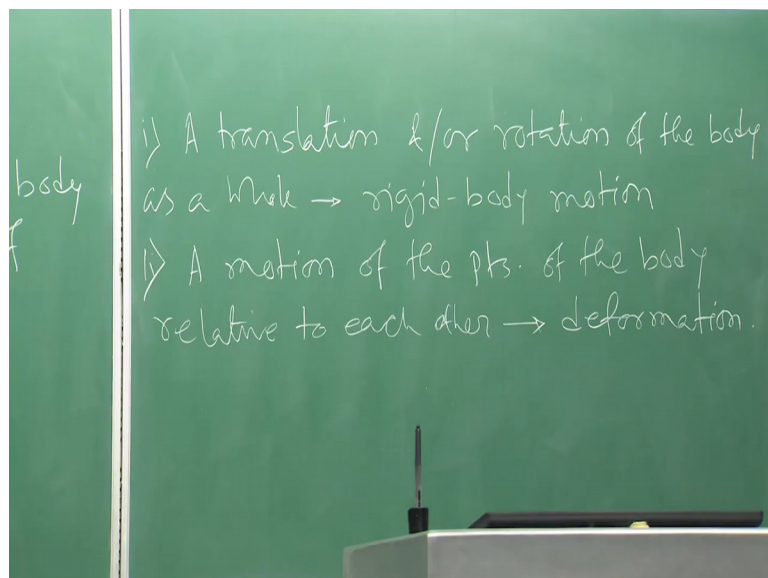 body
i) A translation &/or rotation of the body
as a whole → rigid-body motion
ii) A motion of the pts. of the body
relative to each other → deformation.